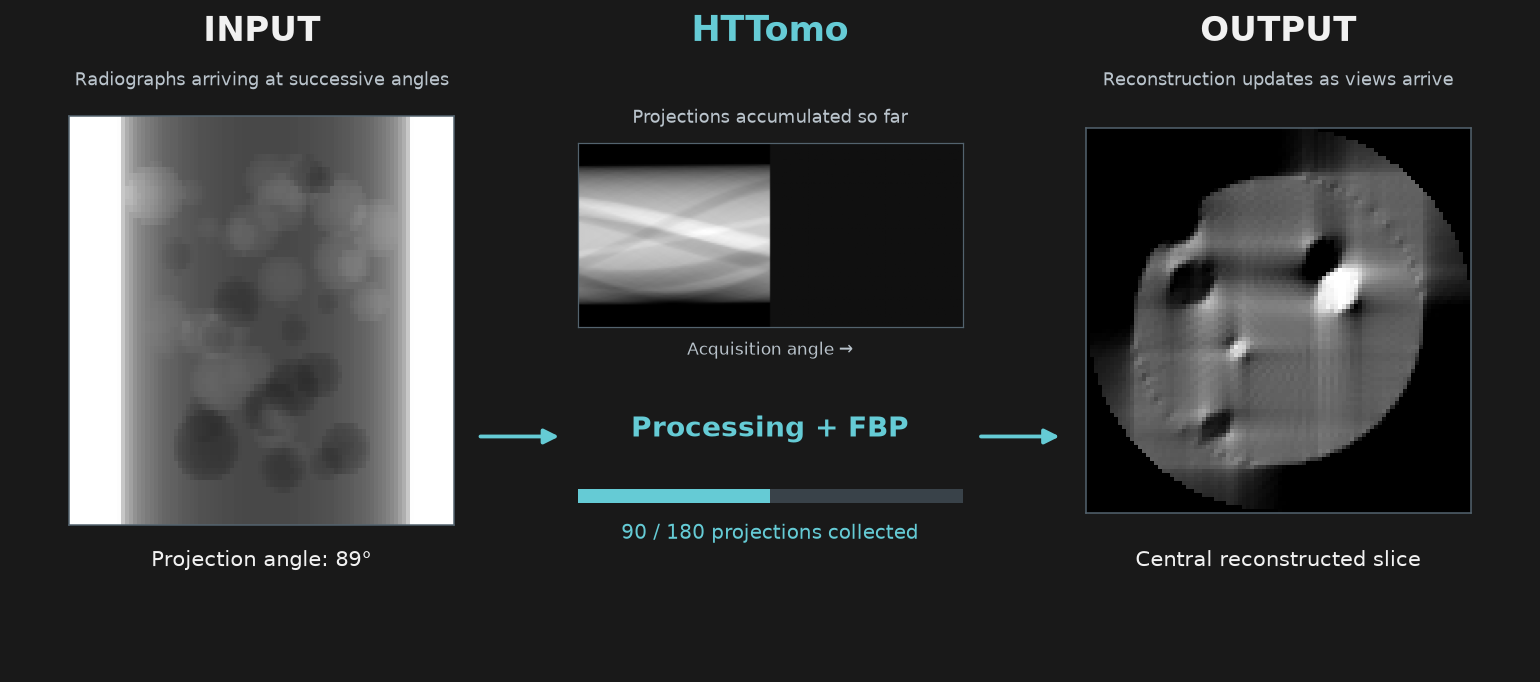 INPUT
Radiographs arriving at successive angles
Projection angle: 89°
HTTomo
Projections accumulated so far
Acquisition angle →
Processing + FBP
90 / 180 projections collected
OUTPUT
Reconstruction updates as views arrive
Central reconstructed slice